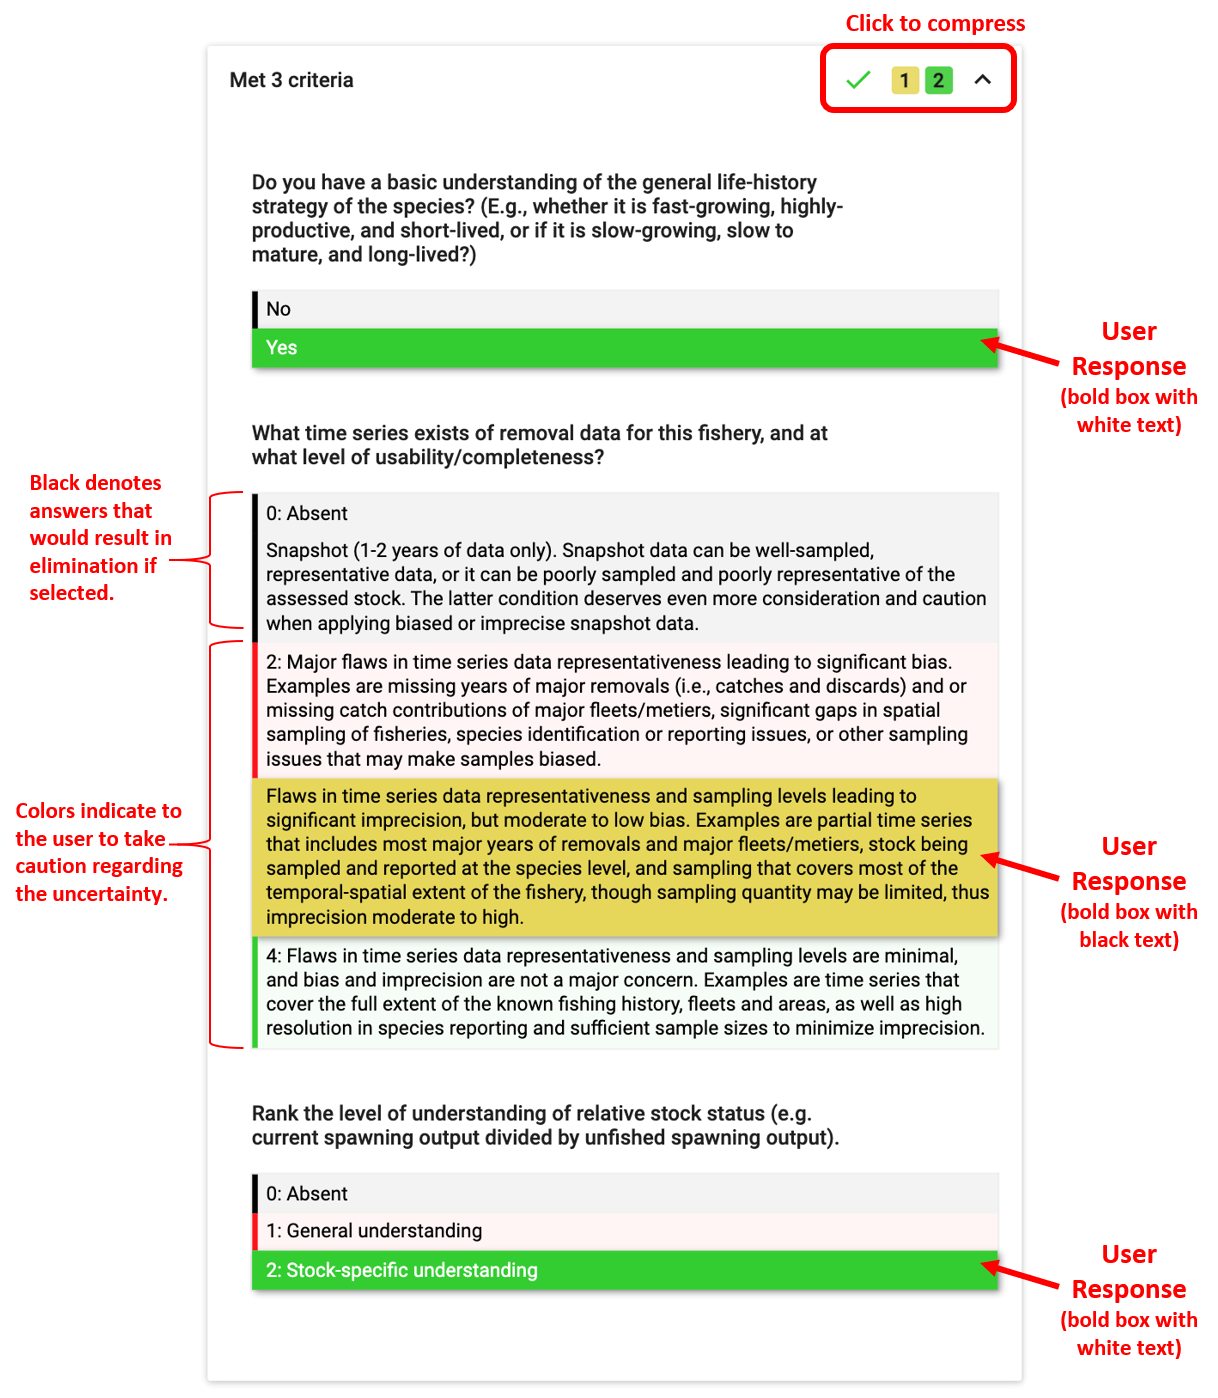 Click to compress
Met 3 criteria
1 2
Do you have a basic understanding of the general life-history
strategy of the species? (E.g., whether it is fast-growing, highly-
productive, and short-lived, or if it is slow-growing, slow to
mature, and long-lived?)
No
Yes
User
Response
(bold box with
white text)
What time series exists of removal data for this fishery, and at
what level of usability/completeness?
Black denotes
answers that
would result in
elimination if
selected.
0: Absent
Snapshot (1-2 years of data only). Snapshot data can be well-sampled,
representative data, or it can be poorly sampled and poorly representative of the
assessed stock. The latter condition deserves even more consideration and caution
when applying biased or imprecise snapshot data.
2: Major flaws in time series data representativeness leading to significant bias.
Examples are missing years of major removals (i.e., catches and discards) and or
missing catch contributions of major fleets/metiers, significant gaps in spatial
sampling of fisheries, species identification or reporting issues, or other sampling
issues that may make samples biased.
Colors indicate to
the user to take
caution regarding
the uncertainty.
Flaws in time series data representativeness and sampling levels leading to
significant imprecision, but moderate to low bias. Examples are partial time series
that includes most major years of removals and major fleets/metiers, stock being
sampled and reported at the species level, and sampling that covers most of the
temporal-spatial extent of the fishery, though sampling quantity may be limited, thus
imprecision moderate to high.
User
Response
(bold box with
black text)
4: Flaws in time series data representativeness and sampling levels are minimal,
and bias and imprecision are not a major concern. Examples are time series that
cover the full extent of the known fishing history, fleets and areas, as well as high
resolution in species reporting and sufficient sample sizes to minimize imprecision.
Rank the level of understanding of relative stock status (e.g.
current spawning output divided by unfished spawning output).
0: Absent
1: General understanding
2: Stock-specific understanding
User
Response
(bold box with
white text)